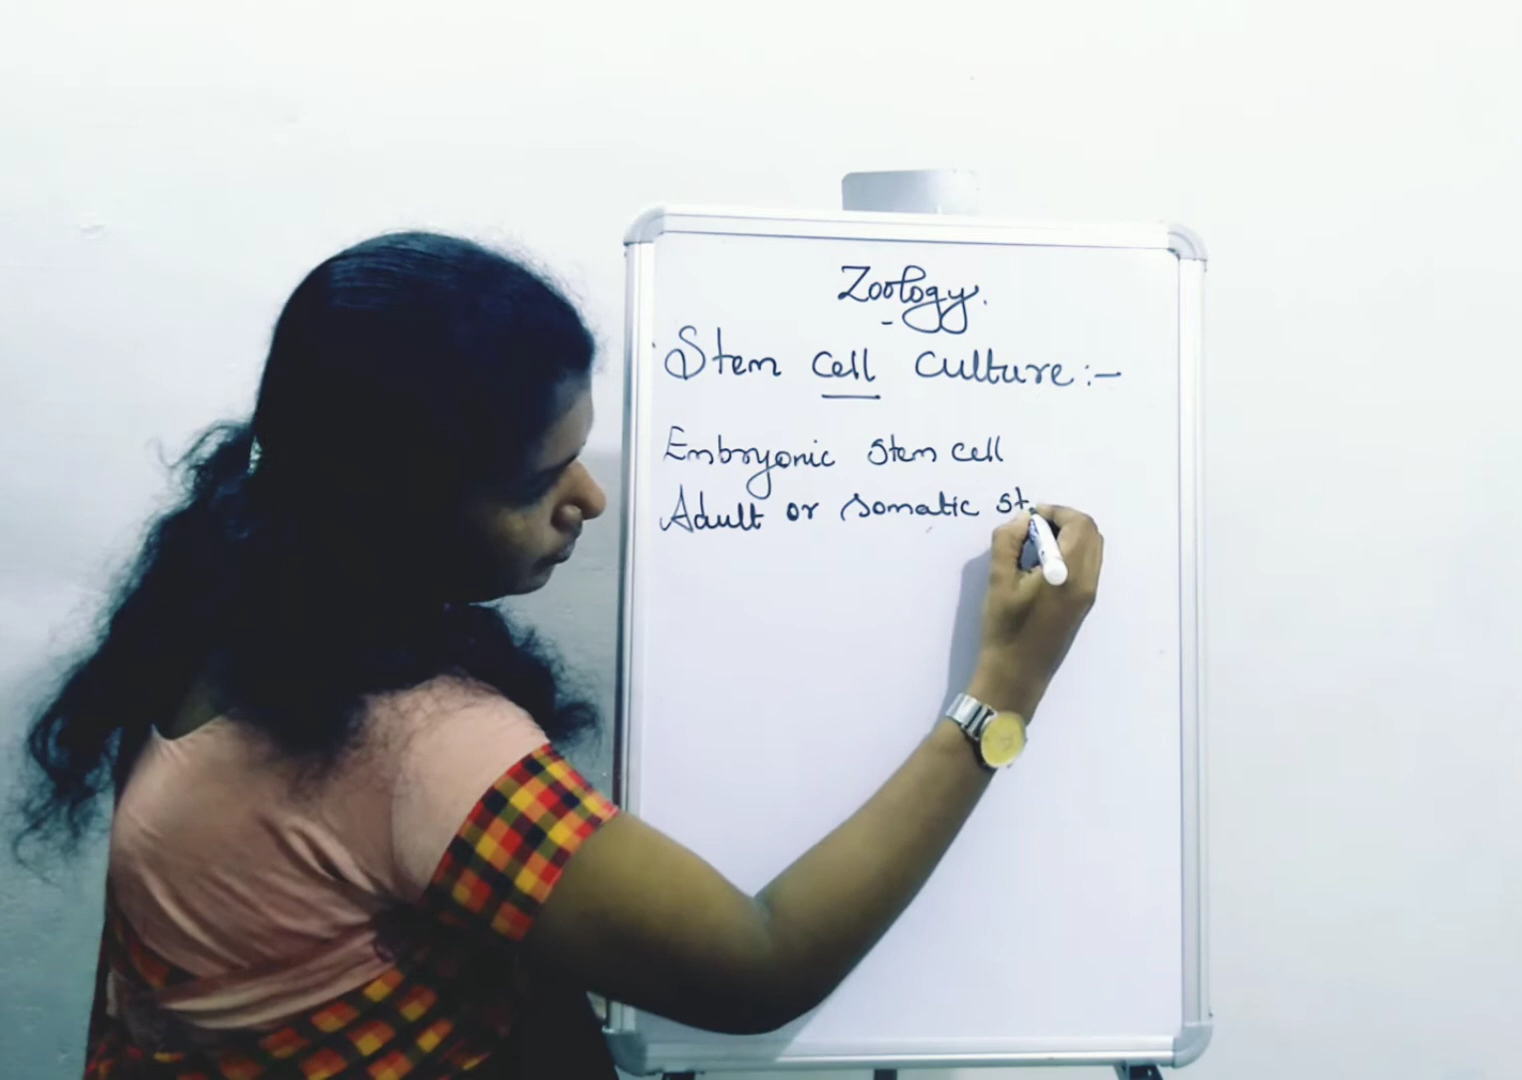 Zoology.
Stem Cell Culture:-
Embryonic stem cell
Adult or somatic st